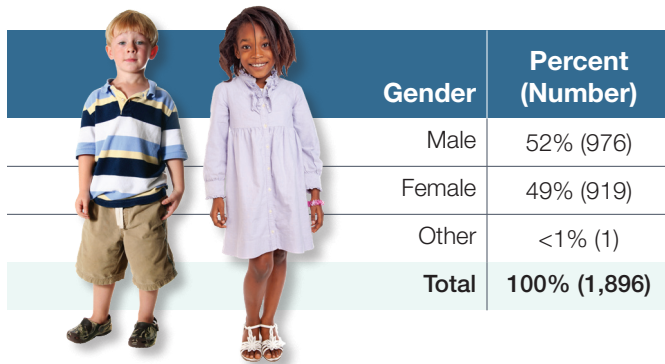 Gender Percent (Number)
Male 52% (976)
Female 49% (919)
Other <1% (1)
Total 100% (1,896)